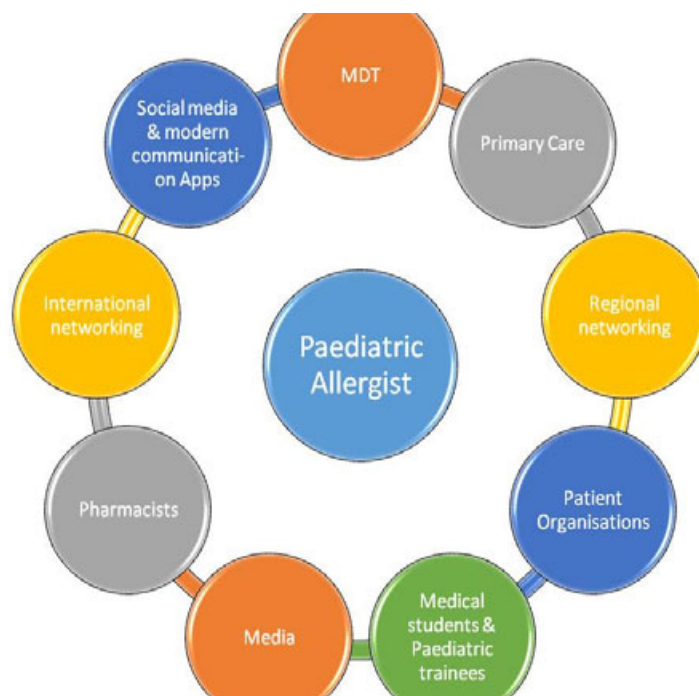 MDT
Primary Care
Regional
networking
Patient
Organisations
Medical
students &
Paediatric
trainees
Media
Pharmacists
International
networking
Social media
& modern
communicati-
on Apps
Paediatric
Allergist